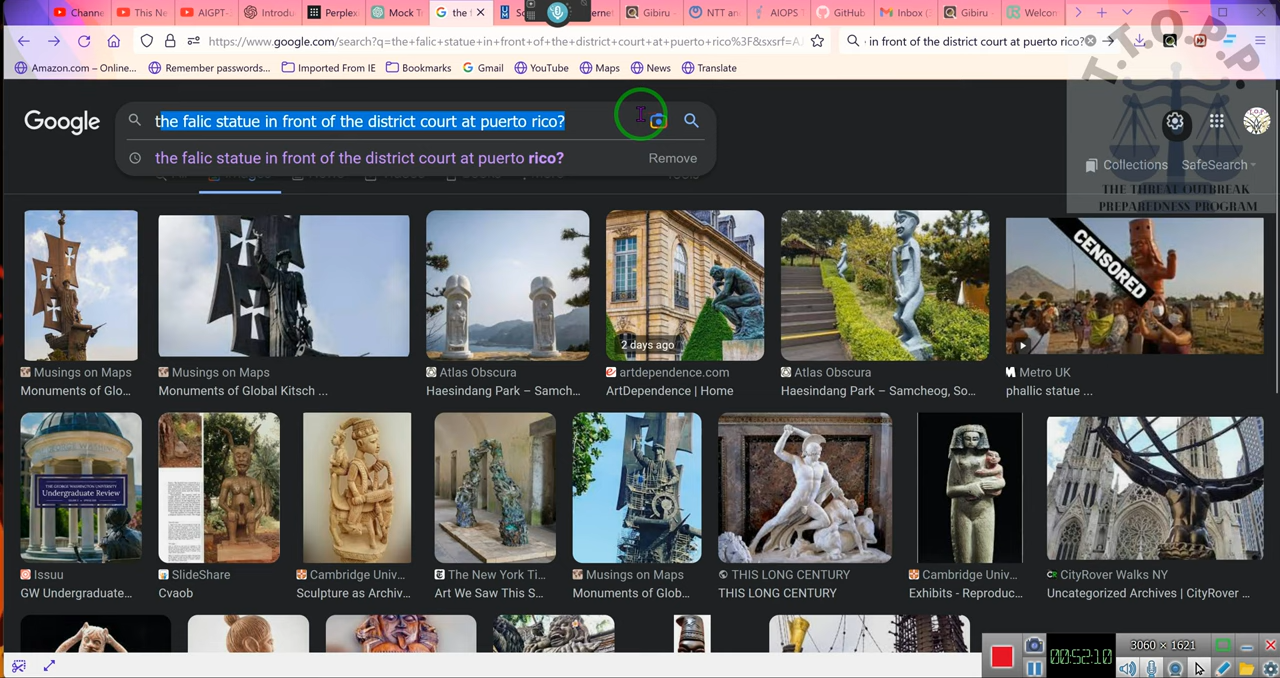 Channe
This Ne
AIGPT-
Introdu
Perplex
Mock T
the f
Gibiru -
NTT an
AIOPS
GitHub
Inbox (
Gibiru -
Welcon
https://www.google.com/search?q=the+falic+statue+in+front+of+the+district+court+at+puerto+rico%3F&sxsrf=A
in front of the district court at puerto rico?
Amazon.com – Online...
Remember passwords...
Imported From IE
Bookmarks
Gmail
YouTube
Maps
News
Translate
T.T.O.P.P.
Google
the falic statue in front of the district court at puerto rico?
the falic statue in front of the district court at puerto rico?
Remove
Collections
SafeSearch
THE THREAT OUTBREAK
PREPAREDNESS PROGRAM
CENSORED
2 days ago
Musings on Maps
Monuments of Glo...
Musings on Maps
Monuments of Global Kitsch ...
Atlas Obscura
Haesindang Park – Samch...
artdependence.com
ArtDependence | Home
Atlas Obscura
Haesindang Park – Samcheog, So...
Metro UK
phallic statue ...
Undergraduate Review
Issuu
GW Undergraduate...
SlideShare
Cvaob
Cambridge Univ...
Sculpture as Archiv...
The New York Ti...
Art We Saw This S...
Musings on Maps
Monuments of Glob...
THIS LONG CENTURY
THIS LONG CENTURY
Cambridge Univ...
Exhibits - Reproduc...
CityRover Walks NY
Uncategorized Archives | CityRover ...
3060 × 1621
00:52:10